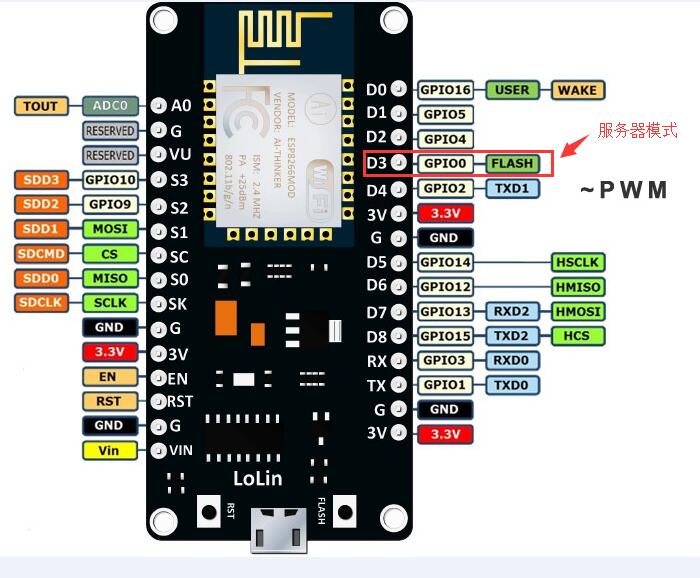 TOUT ADC0 A0
RESERVED G
RESERVED VU
SDD3 GPIO10 S3
SDD2 GPIO9 S2
SDD1 MOSI S1
SDCMD CS SC
SDD0 MISO S0
SDCLK SCLK SK
GND G
3.3V 3V
EN EN
RST RST
GND G
Vin VIN
MODEL: ESP8266MOD
VENDOR: AI-THINKER
ISM: 2.4 MHZ
PA +25dBm
802.11b/g/n
Ai
WiFi
FC
D0 GPIO16 USER WAKE
D1 GPIO5
D2 GPIO4
D3 GPIO0 FLASH
D4 GPIO2 TXD1
3V 3.3V
G GND
D5 GPIO14 HSCLK
D6 GPIO12 HMISO
D7 GPIO13 RXD2 HMOSI
D8 GPIO15 TXD2 HCS
RX GPIO3 RXD0
TX GPIO1 TXD0
G GND
3V 3.3V
服务器模式
~PWM
LoLin
RST
FLASH